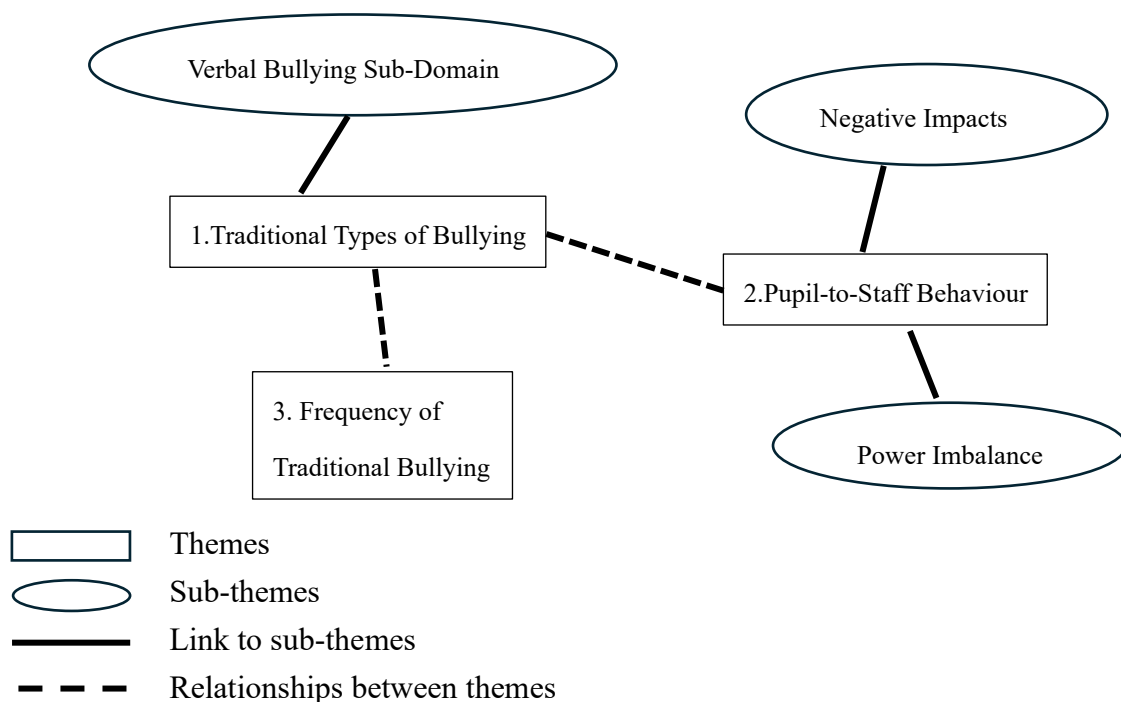 Verbal Bullying Sub-Domain
Negative Impacts
1.Traditional Types of Bullying
2.Pupil-to-Staff Behaviour
3. Frequency of
Traditional Bullying
Power Imbalance
Themes
Sub-themes
Link to sub-themes
Relationships between themes